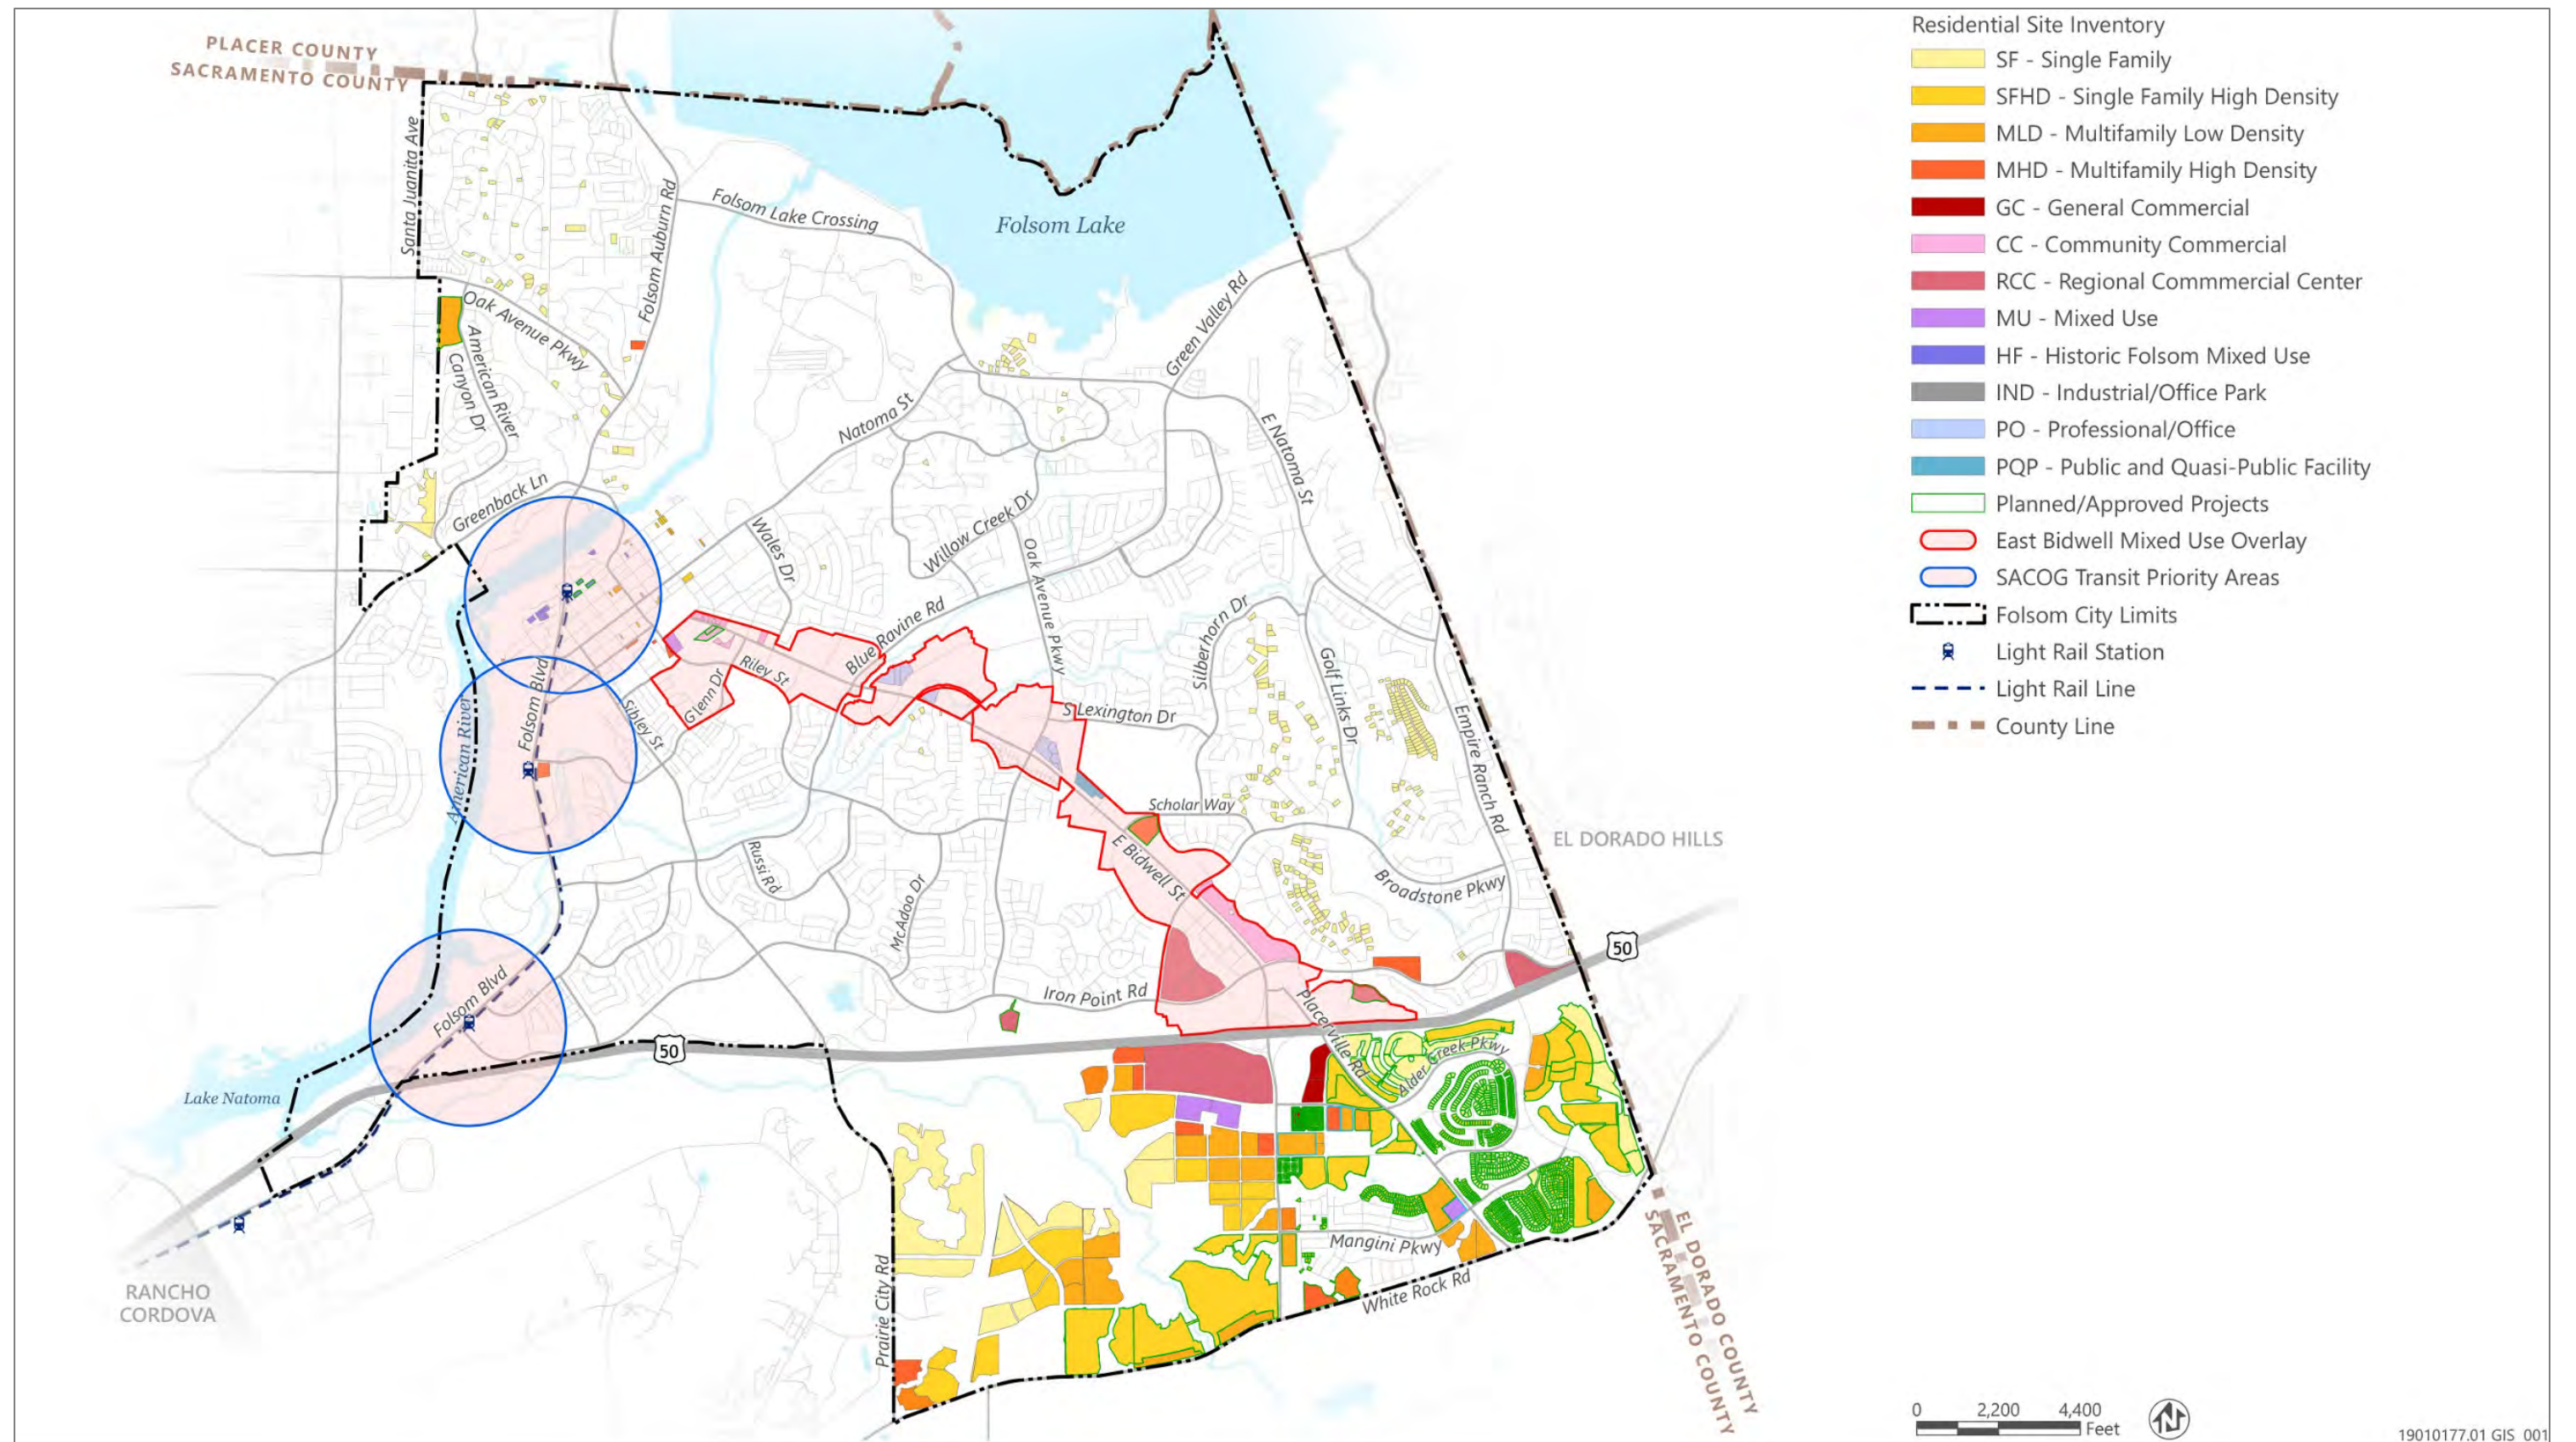 PLACER COUNTY
SACRAMENTO COUNTY
Santa Juanita Ave
Folsom Auburn Rd
Folsom Lake Crossing
Folsom Lake
Green Valley Rd
Oak Avenue Pkwy
American River
Canyon Dr
Natoma St
E Natoma St
Greenback Ln
Wales Dr
Willow Creek Dr
Oak Avenue Pkwy
Blue Ravine Rd
Silberhorn Dr
Golf Links Dr
Riley St
Glenn Dr
Sibley St
Folsom Blvd
American River
S Lexington Dr
Empire Ranch Rd
Scholar Way
E Bidwell St
EL DORADO HILLS
Russi Rd
McAdoo Dr
Broadstone Pkwy
50
Iron Point Rd
Placerville Rd
Folsom Blvd
50
Alder Creek Pkwy
Lake Natoma
Mangini Pkwy
White Rock Rd
Prairie City Rd
RANCHO
CORDOVA
EL DORADO COUNTY
SACRAMENTO COUNTY
Residential Site Inventory
SF - Single Family
SFHD - Single Family High Density
MLD - Multifamily Low Density
MHD - Multifamily High Density
GC - General Commercial
CC - Community Commercial
RCC - Regional Commmercial Center
MU - Mixed Use
HF - Historic Folsom Mixed Use
IND - Industrial/Office Park
PO - Professional/Office
PQP - Public and Quasi-Public Facility
Planned/Approved Projects
East Bidwell Mixed Use Overlay
SACOG Transit Priority Areas
Folsom City Limits
Light Rail Station
Light Rail Line
County Line
0 2,200 4,400
Feet
N
19010177.01 GIS 001